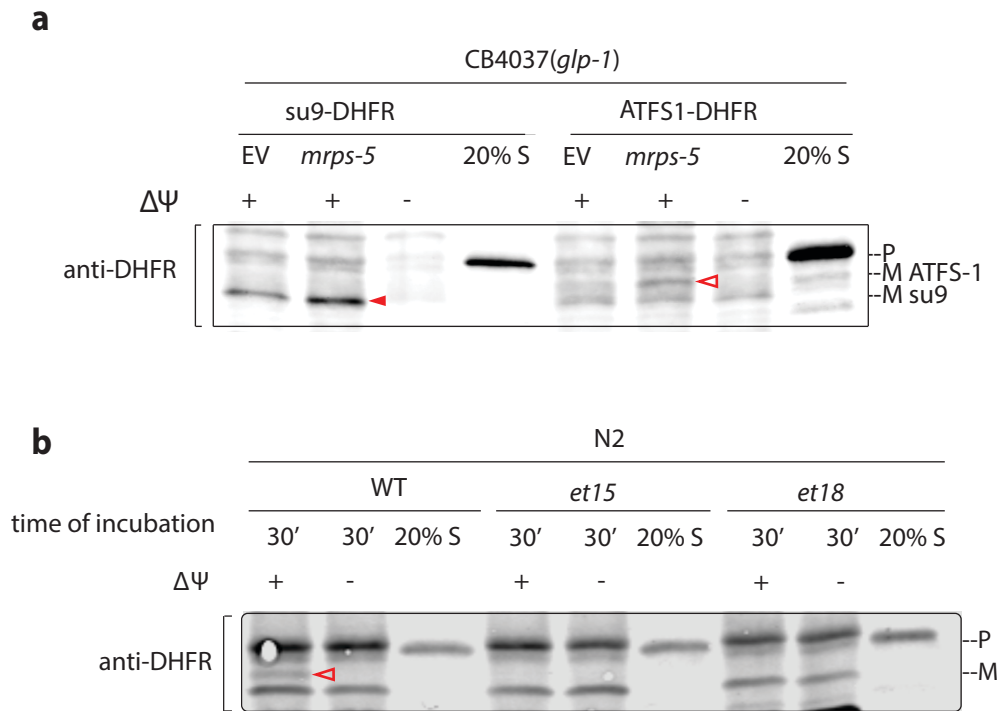 a
CB4037(glp-1)
su9-DHFR ATFS1-DHFR
EV mrps-5 20% S EV mrps-5 20% S
ΔΨ + + - + + -
anti-DHFR
--P
--M ATFS-1
--M su9
b
N2
WT et15 et18
time of incubation 30’ 30’ 20% S 30’ 30’ 20% S 30’ 30’ 20% S
ΔΨ + - + - + -
anti-DHFR
--P
--M